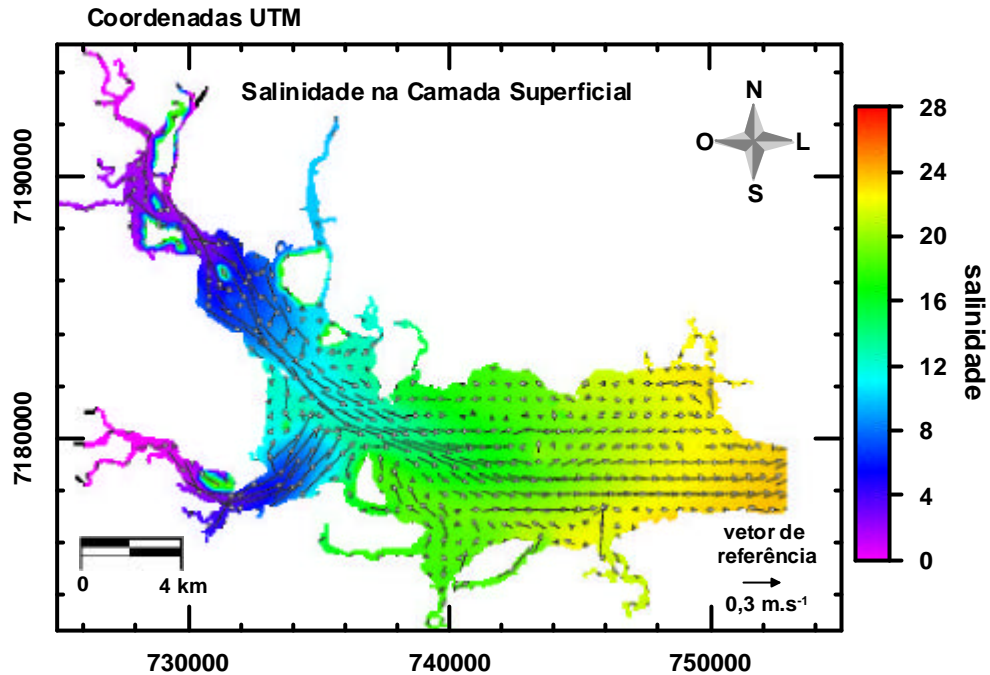 Coordenadas UTM
Salinidade na Camada Superficial
N
O
L
S
7190000
7180000
730000
740000
750000
0
4 km
vetor de
referência
0,3 m.s⁻¹
28
24
20
16
12
8
4
0
salinidade